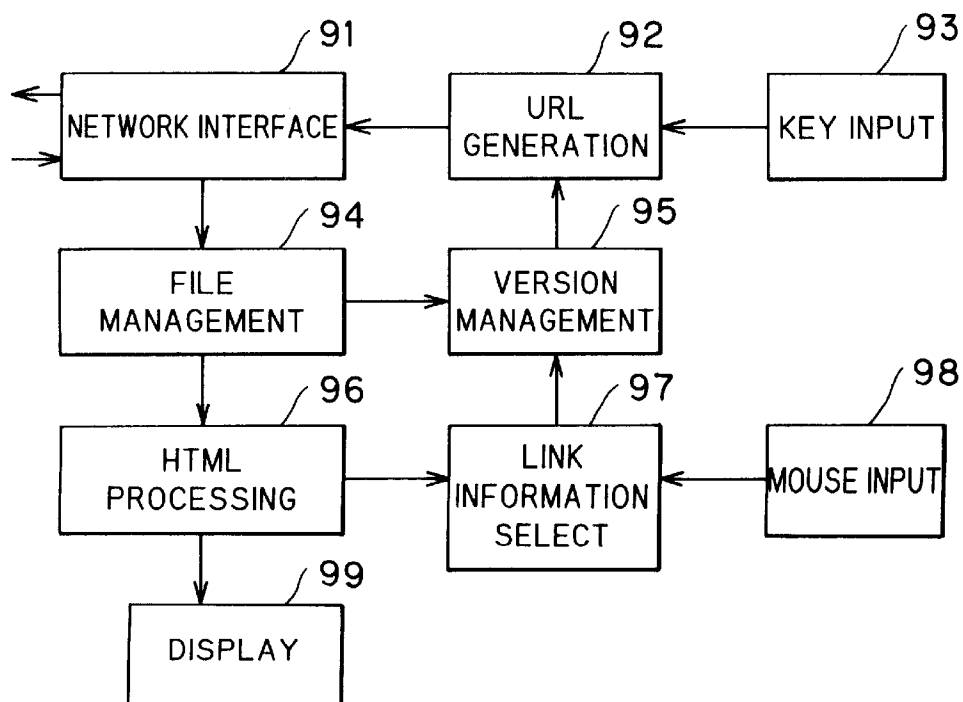 91
92
93
NETWORK INTERFACE
URL
GENERATION
KEY INPUT
94
95
FILE
MANAGEMENT
VERSION
MANAGEMENT
96
97
98
HTML
PROCESSING
LINK
INFORMATION
SELECT
MOUSE INPUT
99
DISPLAY